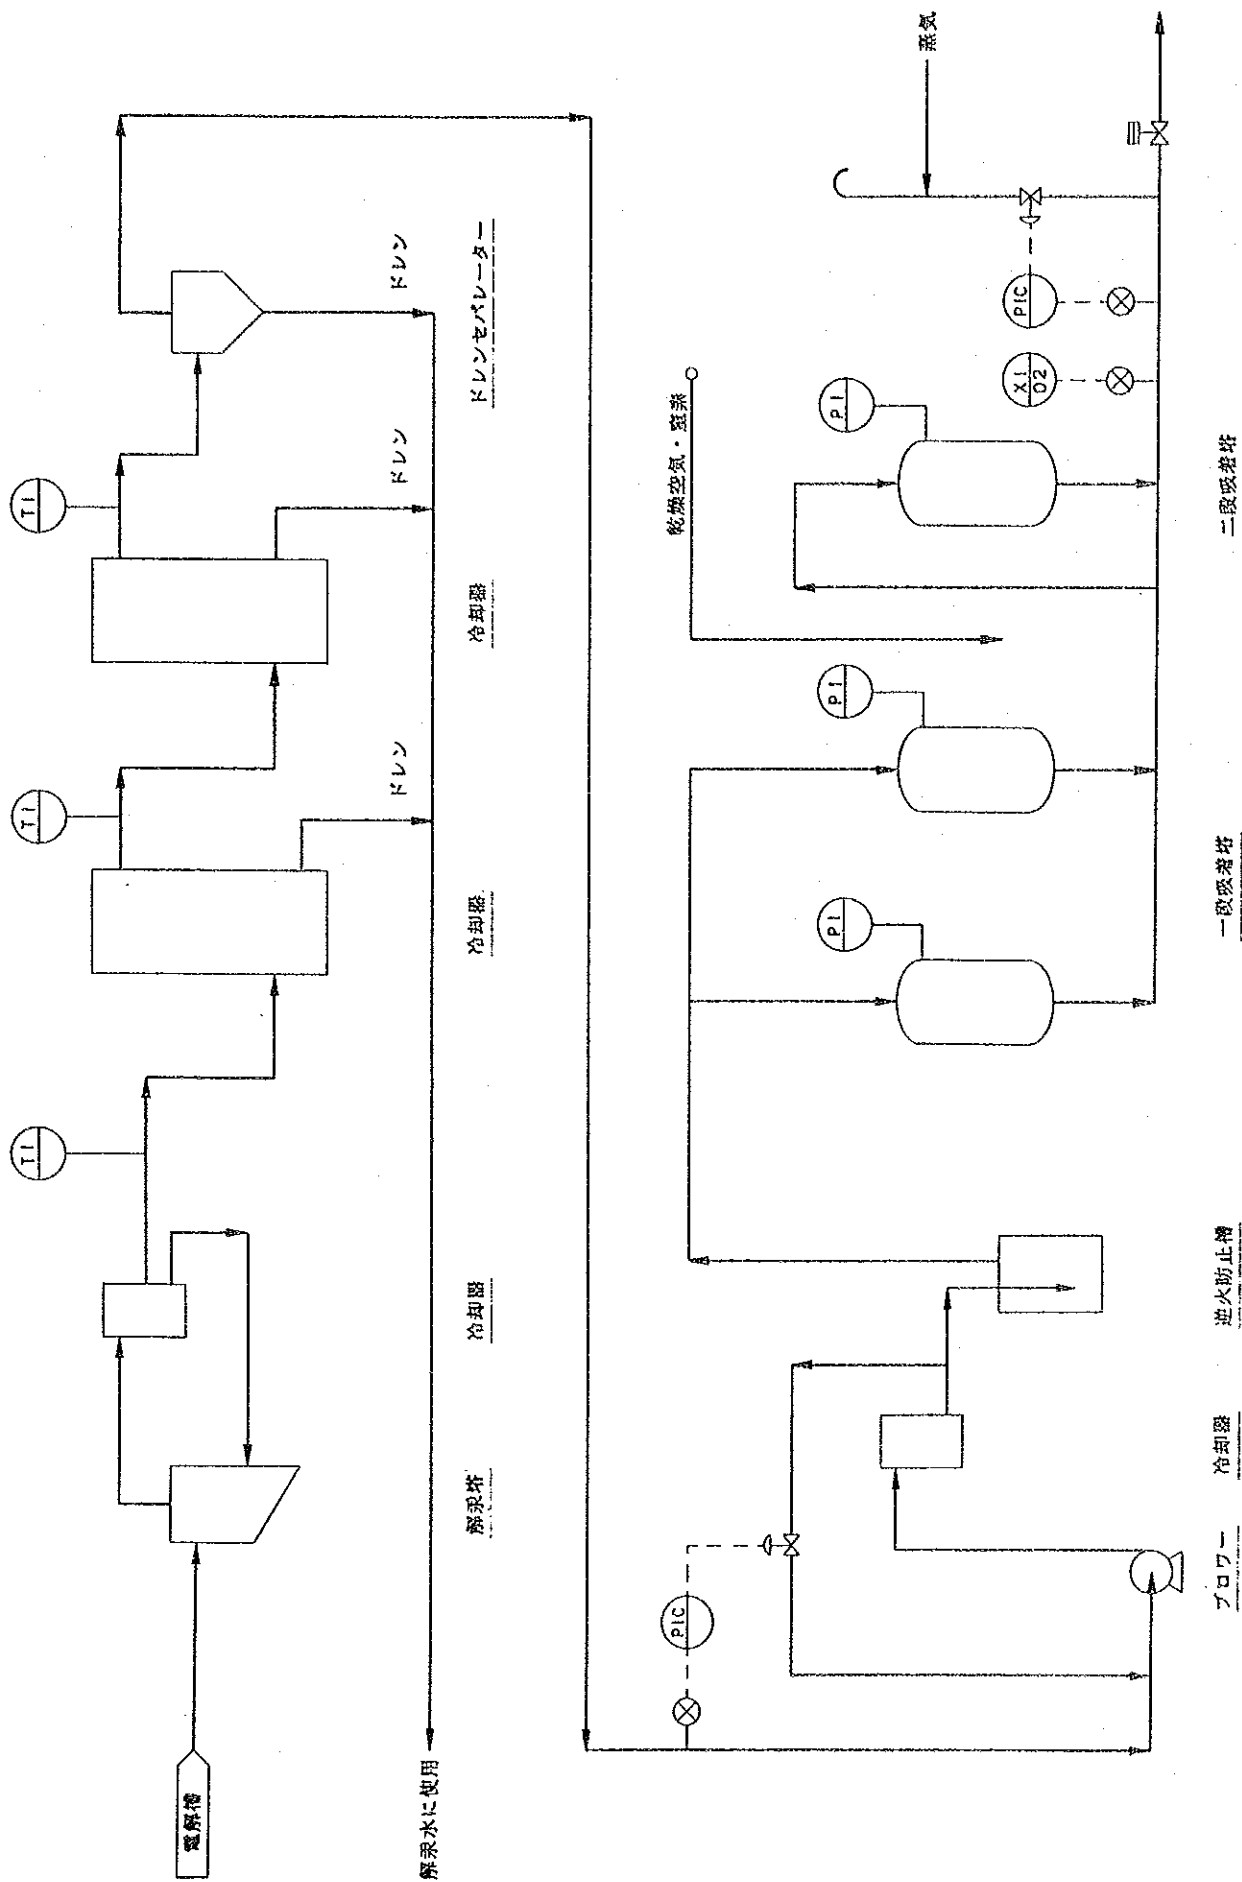 電解槽
解汞塔
冷却器
冷却器
冷却器
ドレンセパレーター
TI
TI
TI
ドレン
ドレン
ドレン
解汞水に使用
PIC
ブロワー
冷却器
逆火防止槽
一段吸着塔
二段吸着塔
PI
PI
PI
乾燥空気・窒素
XI
O2
PIC
蒸気